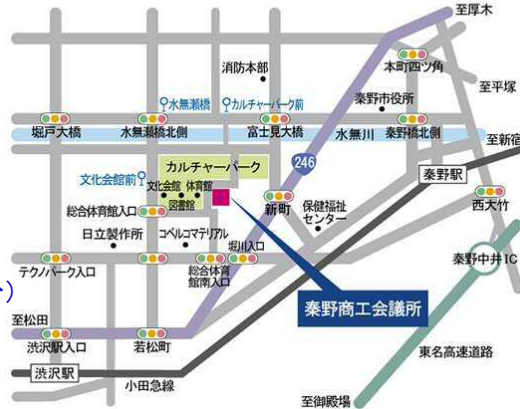 至厚木
消防本部
本町四ツ角
至平塚
水無瀬橋
カルチャーパーク前
秦野市役所
堀戸大橋
水無瀬橋北側
富士見大橋
水無川
秦野橋北側
至新宿
文化会館前
カルチャーパーク
246
秦野駅
文化会館
体育館
図書館
新町
保健福祉
センター
西大竹
総合体育館入口
日立製作所
コベルコマテリアル
堀川入口
秦野中井IC
テクノパーク入口
総合体育
館南入口
秦野商工会議所
至松田
渋沢駅入口
若松町
東名高速道路
渋沢駅
小田急線
至御殿場